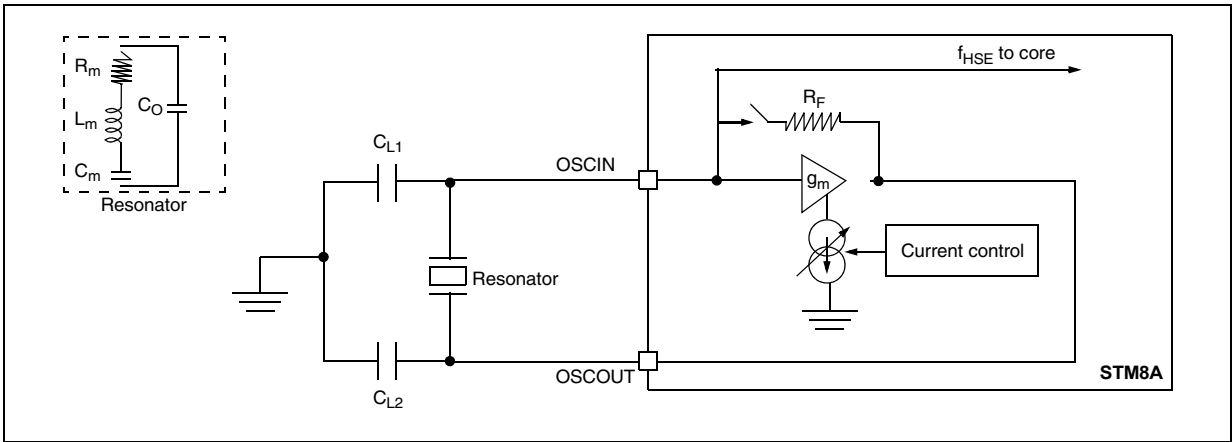 Rm
Lm
CO
Cm
Resonator
CL1
CL2
Resonator
OSCIN
OSCOUT
fHSE to core
RF
gm
Current control
STM8A